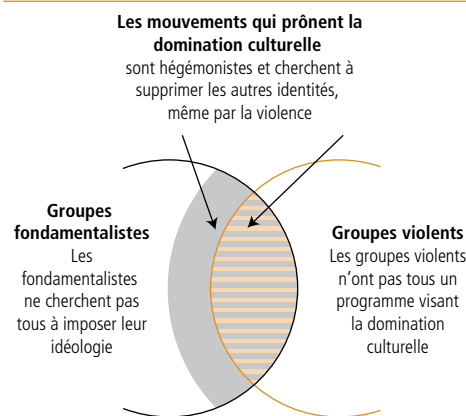 Les mouvements qui prônent la
domination culturelle
sont hégémonistes et cherchent à
supprimer les autres identités,
même par la violence
Groupes
fondamentalistes
Les
fondamentalistes
ne cherchent pas
tous à imposer leur
idéologie
Groupes violents
Les groupes violents
n'ont pas tous un
programme visant
la domination
culturelle